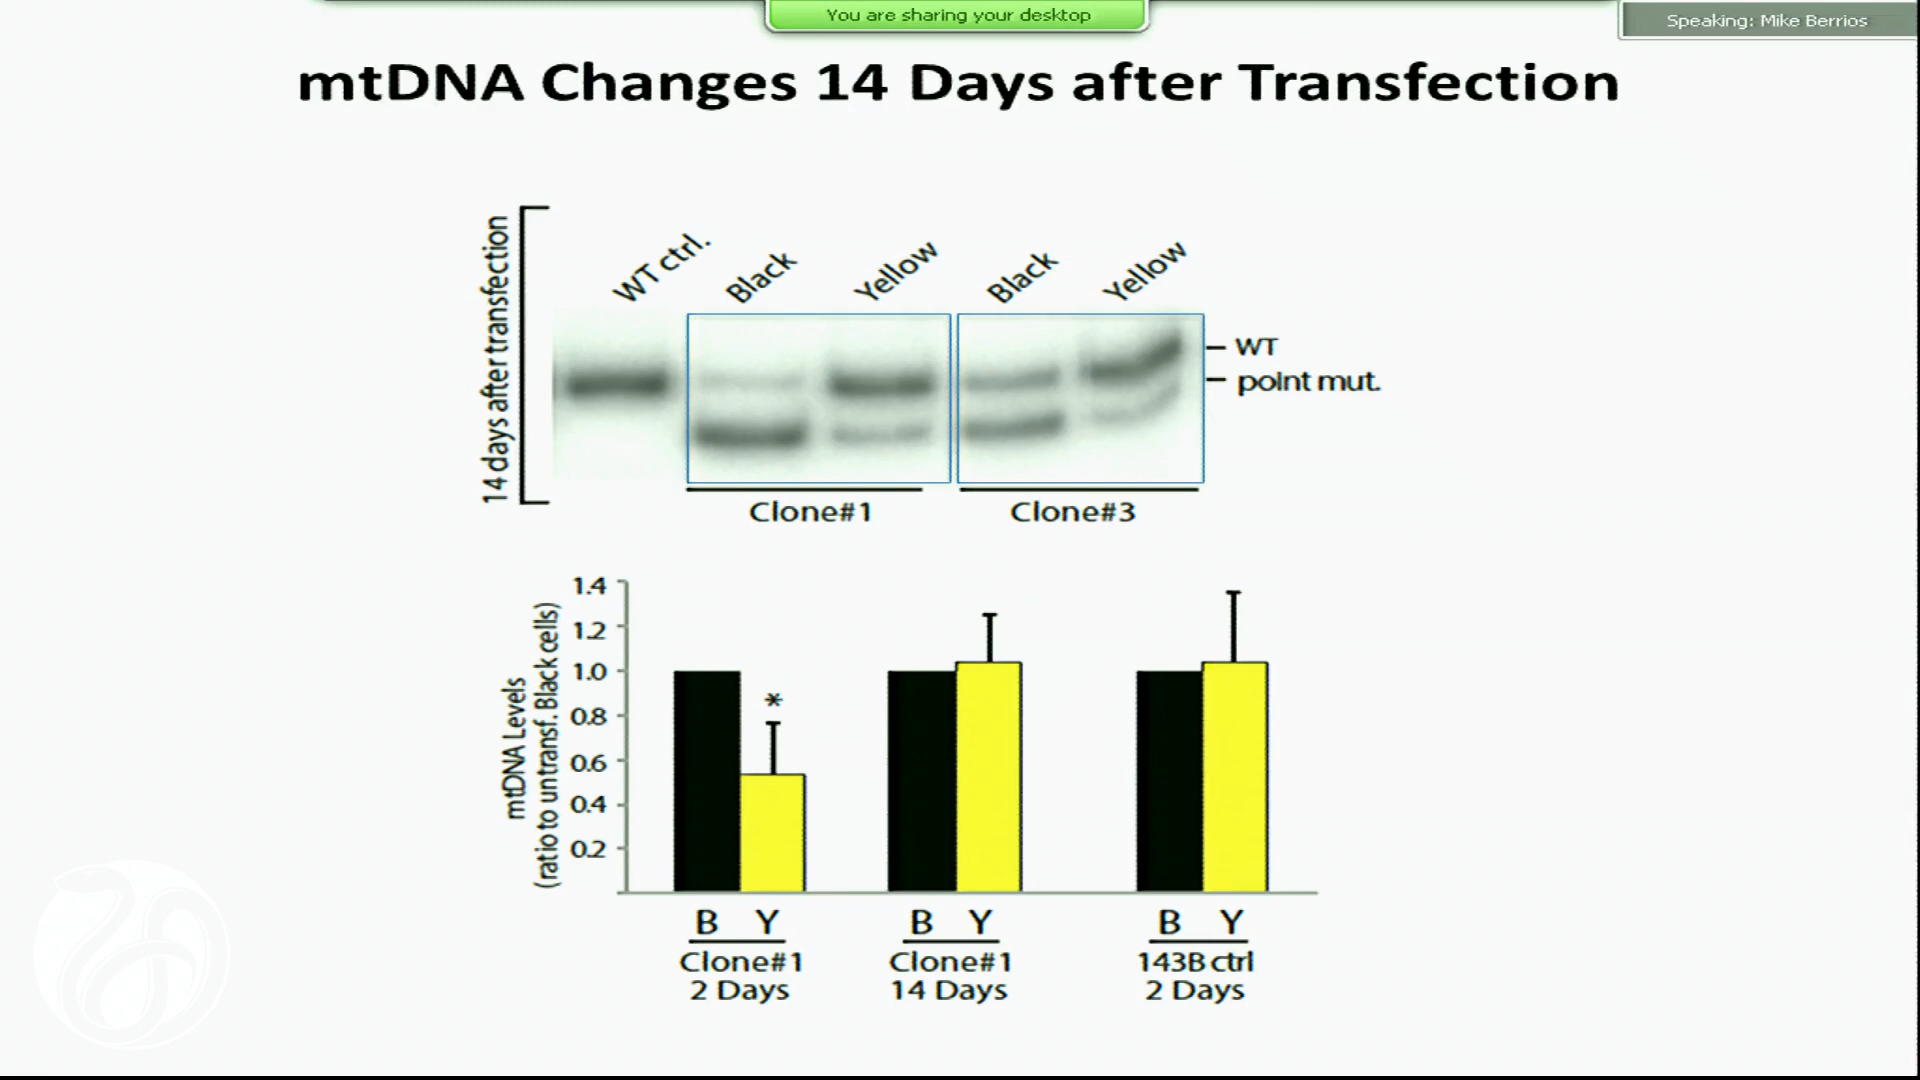 You are sharing your desktop
Speaking: Mike Berrios
mtDNA Changes 14 Days after Transfection
14 days after transfection
WT ctrl.
Black
Yellow
Black
Yellow
WT
point mut.
Clone#1
Clone#3
mtDNA Levels
(ratio to untransf. Black cells)
1.4
1.2
1.0
0.8
0.6
0.4
0.2
*
B Y
B Y
B Y
Clone#1
Clone#1
143B ctrl
2 Days
14 Days
2 Days